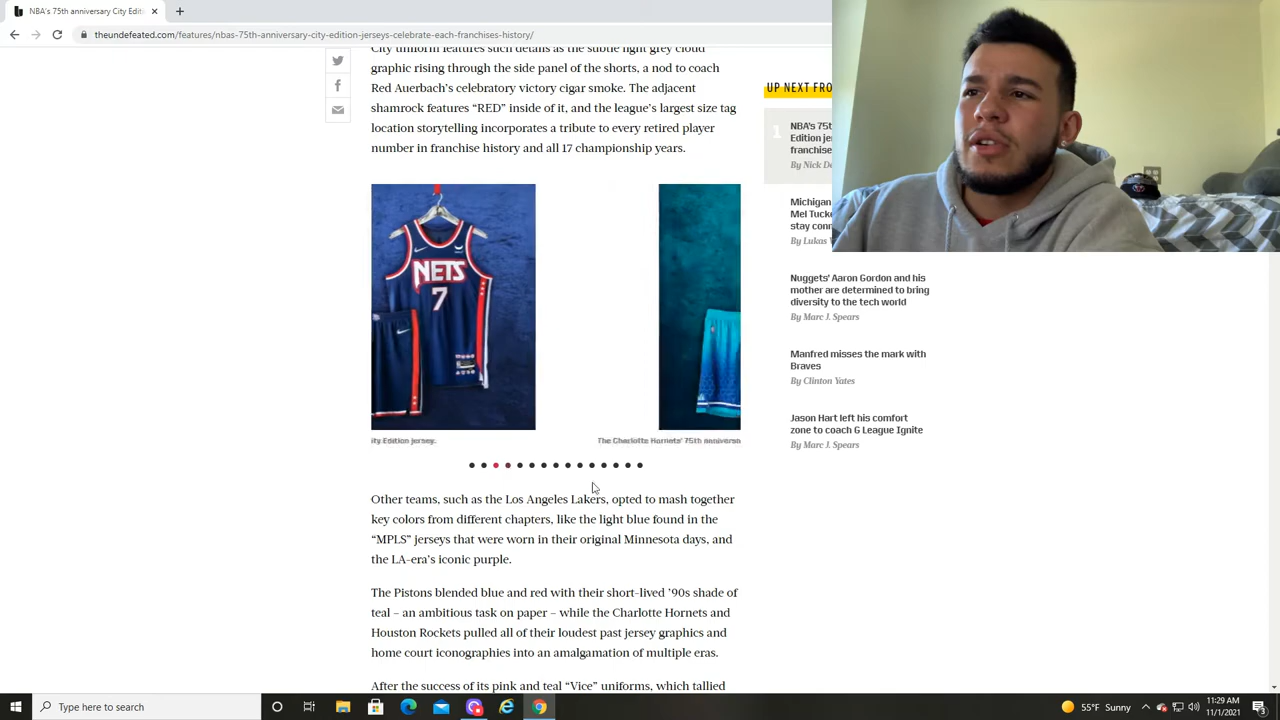 NBA's 75th Anniversary City Edit
theundefeated.com/features/nbas-75th-anniversary-city-edition-jerseys-celebrate-each-franchises-history/
City uniform features such details as the subtle light grey cloud
graphic rising through the side panel of the shorts, a nod to coach
Red Auerbach's celebratory victory cigar smoke. The adjacent
shamrock features “RED” inside of it, and the league's largest size tag
location storytelling incorporates a tribute to every retired player
number in franchise history and all 17 championship years.
NETS
7
ity Edition jersey.
The Charlotte Hornets' 75th anniversa
Other teams, such as the Los Angeles Lakers, opted to mash together
key colors from different chapters, like the light blue found in the
“MPLS” jerseys that were worn in their original Minnesota days, and
the LA-era's iconic purple.
The Pistons blended blue and red with their short-lived ’90s shade of
teal – an ambitious task on paper – while the Charlotte Hornets and
Houston Rockets pulled all of their loudest past jersey graphics and
home court iconographies into an amalgamation of multiple eras.
After the success of its pink and teal “Vice” uniforms, which tallied
UP NEXT FRO
1
NBA's 75t
Edition je
franchise
By Nick De
Michigan
Mel Tuck
stay conn
By Lukas
Nuggets' Aaron Gordon and his
mother are determined to bring
diversity to the tech world
By Marc J. Spears
Manfred misses the mark with
Braves
By Clinton Yates
Jason Hart left his comfort
zone to coach G League Ignite
By Marc J. Spears
Type here to search
55°F Sunny
11:29 AM
11/1/2021